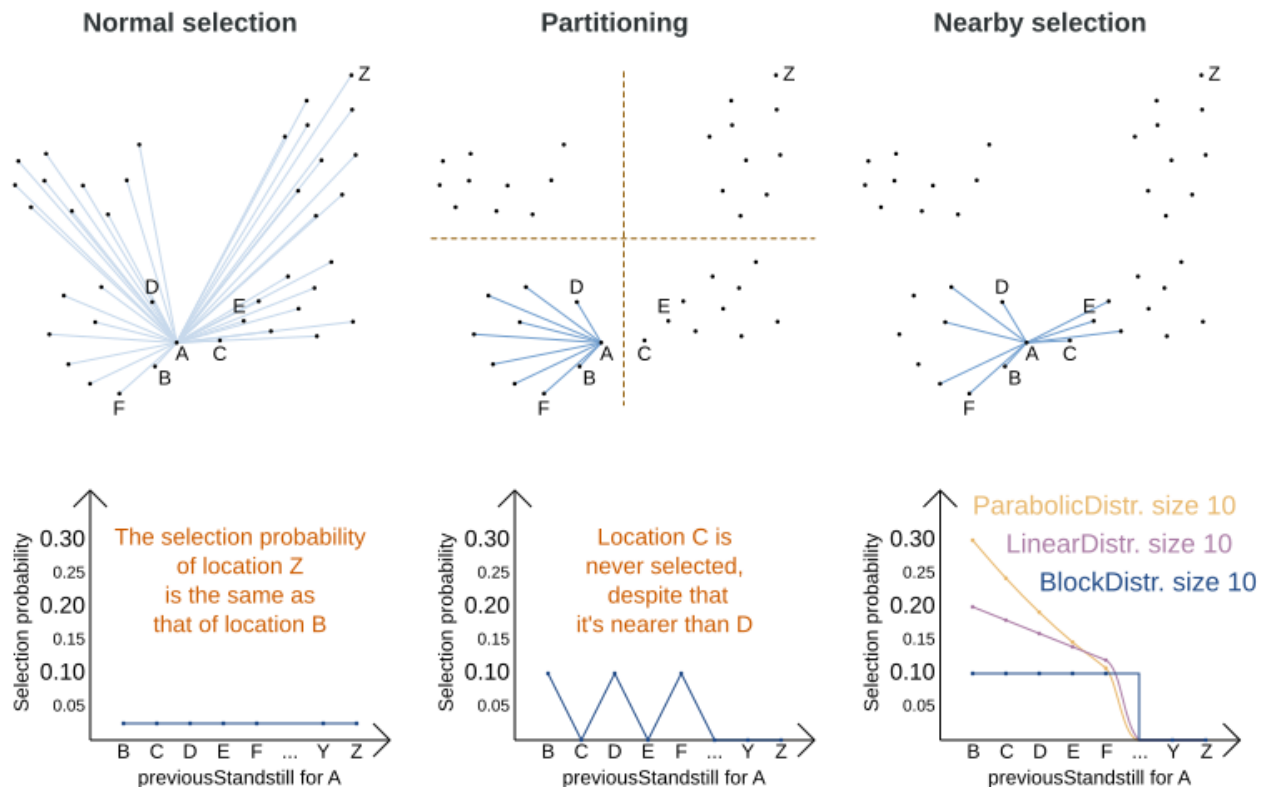 Normal selection
Z
D
E
A
C
B
F
Partitioning
Z
D
E
A
C
B
F
Nearby selection
Z
D
E
A
C
B
F
Selection probability
0.30
0.25
0.20
0.15
0.10
0.05
The selection probability
of location Z
is the same as
that of location B
B C D E F ... Y Z
previousStandstill for A
Selection probability
0.30
0.25
0.20
0.15
0.10
0.05
Location C is
never selected,
despite that
it's nearer than D
B C D E F ... Y Z
previousStandstill for A
Selection probability
0.30
0.25
0.20
0.15
0.10
0.05
ParabolicDistr. size 10
LinearDistr. size 10
BlockDistr. size 10
B C D E F ... Y Z
previousStandstill for A